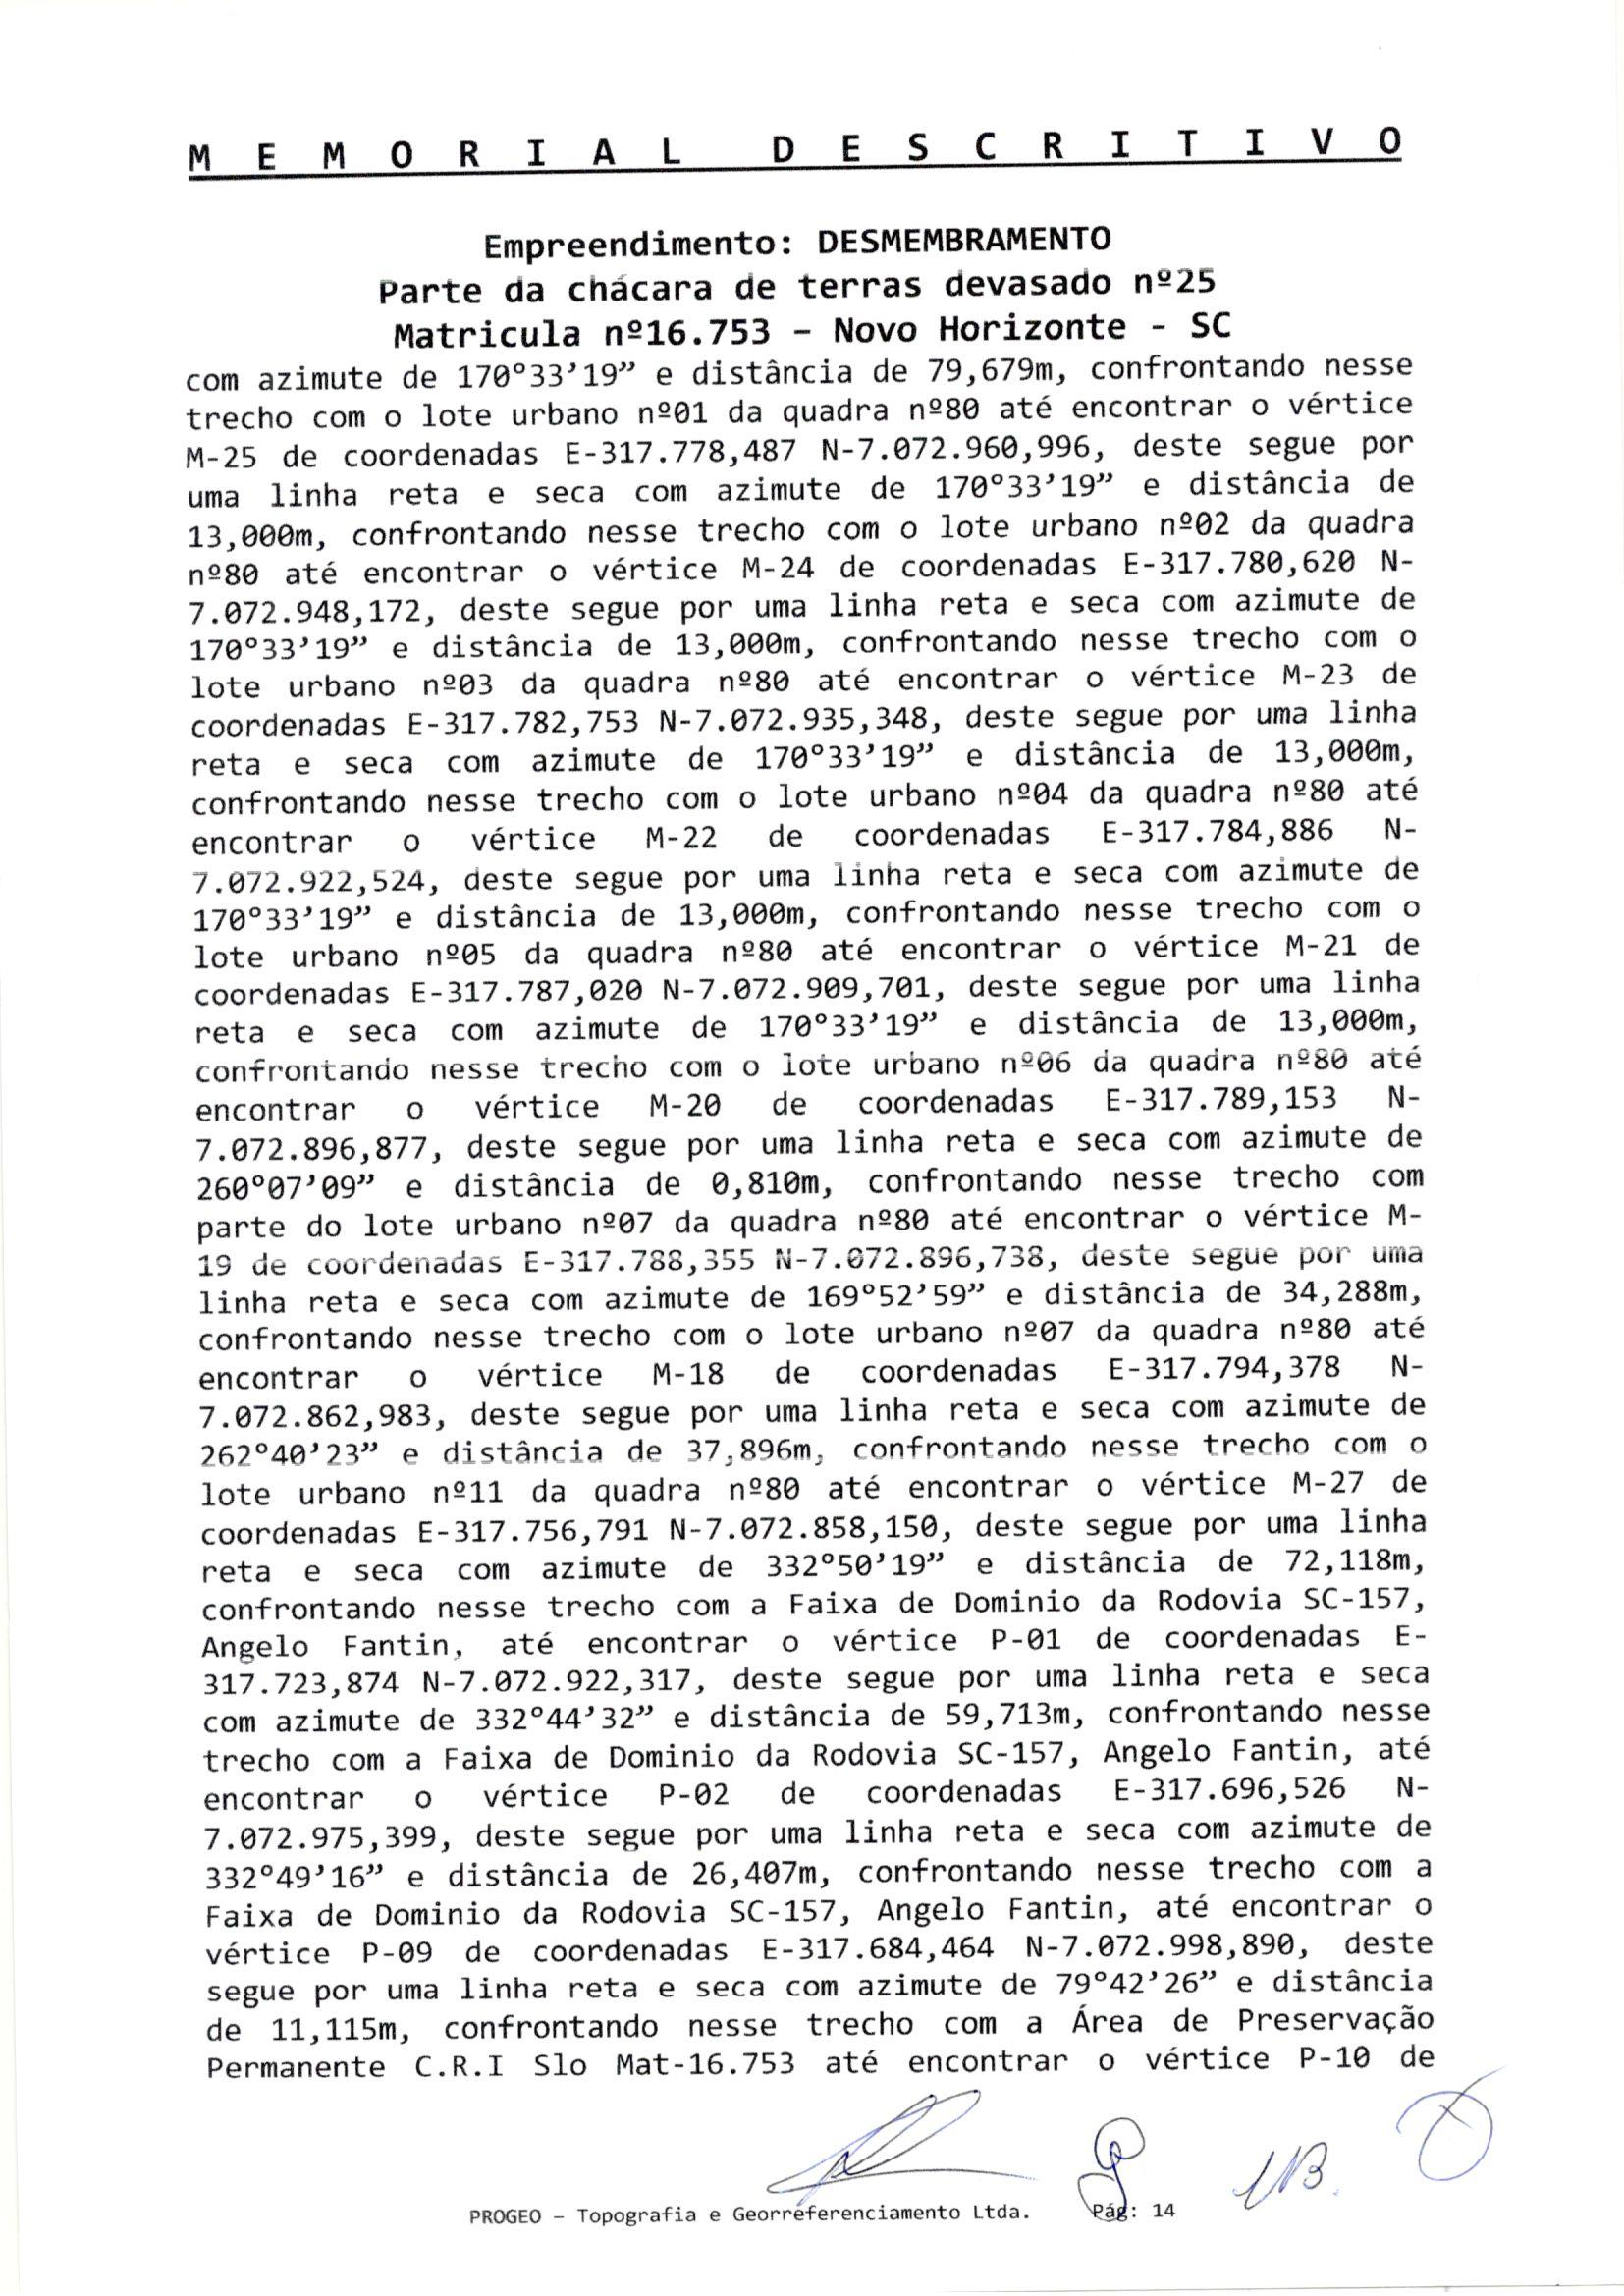 M E M O R I A L   D E S C R I T I V O
Empreendimento: DESMEMBRAMENTO
Parte da chácara de terras devasado nº25
Matricula nº16.753 – Novo Horizonte - SC
com azimute de 170°33’19” e distância de 79,679m, confrontando nesse
trecho com o lote urbano nº01 da quadra nº80 até encontrar o vértice
M-25 de coordenadas E-317.778,487 N-7.072.960,996, deste segue por
uma linha reta e seca com azimute de 170°33’19” e distância de
13,000m, confrontando nesse trecho com o lote urbano nº02 da quadra
nº80 até encontrar o vértice M-24 de coordenadas E-317.780,620 N-
7.072.948,172, deste segue por uma linha reta e seca com azimute de
170°33’19” e distância de 13,000m, confrontando nesse trecho com o
lote urbano nº03 da quadra nº80 até encontrar o vértice M-23 de
coordenadas E-317.782,753 N-7.072.935,348, deste segue por uma linha
reta e seca com azimute de 170°33’19” e distância de 13,000m,
confrontando nesse trecho com o lote urbano nº04 da quadra nº80 até
encontrar o vértice M-22 de coordenadas E-317.784,886 N-
7.072.922,524, deste segue por uma linha reta e seca com azimute de
170°33’19” e distância de 13,000m, confrontando nesse trecho com o
lote urbano nº05 da quadra nº80 até encontrar o vértice M-21 de
coordenadas E-317.787,020 N-7.072.909,701, deste segue por uma linha
reta e seca com azimute de 170°33’19” e distância de 13,000m,
confrontando nesse trecho com o lote urbano nº06 da quadra nº80 até
encontrar o vértice M-20 de coordenadas E-317.789,153 N-
7.072.896,877, deste segue por uma linha reta e seca com azimute de
260°07’09” e distância de 0,810m, confrontando nesse trecho com
parte do lote urbano nº07 da quadra nº80 até encontrar o vértice M-
19 de coordenadas E-317.788,355 N-7.072.896,738, deste segue por uma
linha reta e seca com azimute de 169°52’59” e distância de 34,288m,
confrontando nesse trecho com o lote urbano nº07 da quadra nº80 até
encontrar o vértice M-18 de coordenadas E-317.794,378 N-
7.072.862,983, deste segue por uma linha reta e seca com azimute de
262°40’23” e distância de 37,896m, confrontando nesse trecho com o
lote urbano nº11 da quadra nº80 até encontrar o vértice M-27 de
coordenadas E-317.756,791 N-7.072.858,150, deste segue por uma linha
reta e seca com azimute de 332°50’19” e distância de 72,118m,
confrontando nesse trecho com a Faixa de Dominio da Rodovia SC-157,
Angelo Fantin, até encontrar o vértice P-01 de coordenadas E-
317.723,874 N-7.072.922,317, deste segue por uma linha reta e seca
com azimute de 332°44’32” e distância de 59,713m, confrontando nesse
trecho com a Faixa de Dominio da Rodovia SC-157, Angelo Fantin, até
encontrar o vértice P-02 de coordenadas E-317.696,526 N-
7.072.975,399, deste segue por uma linha reta e seca com azimute de
332°49’16” e distância de 26,407m, confrontando nesse trecho com a
Faixa de Dominio da Rodovia SC-157, Angelo Fantin, até encontrar o
vértice P-09 de coordenadas E-317.684,464 N-7.072.998,890, deste
segue por uma linha reta e seca com azimute de 79°42’26” e distância
de 11,115m, confrontando nesse trecho com a Área de Preservação
Permanente C.R.I Slo Mat-16.753 até encontrar o vértice P-10 de
PROGEO – Topografia e Georreferenciamento Ltda. Pág: 14